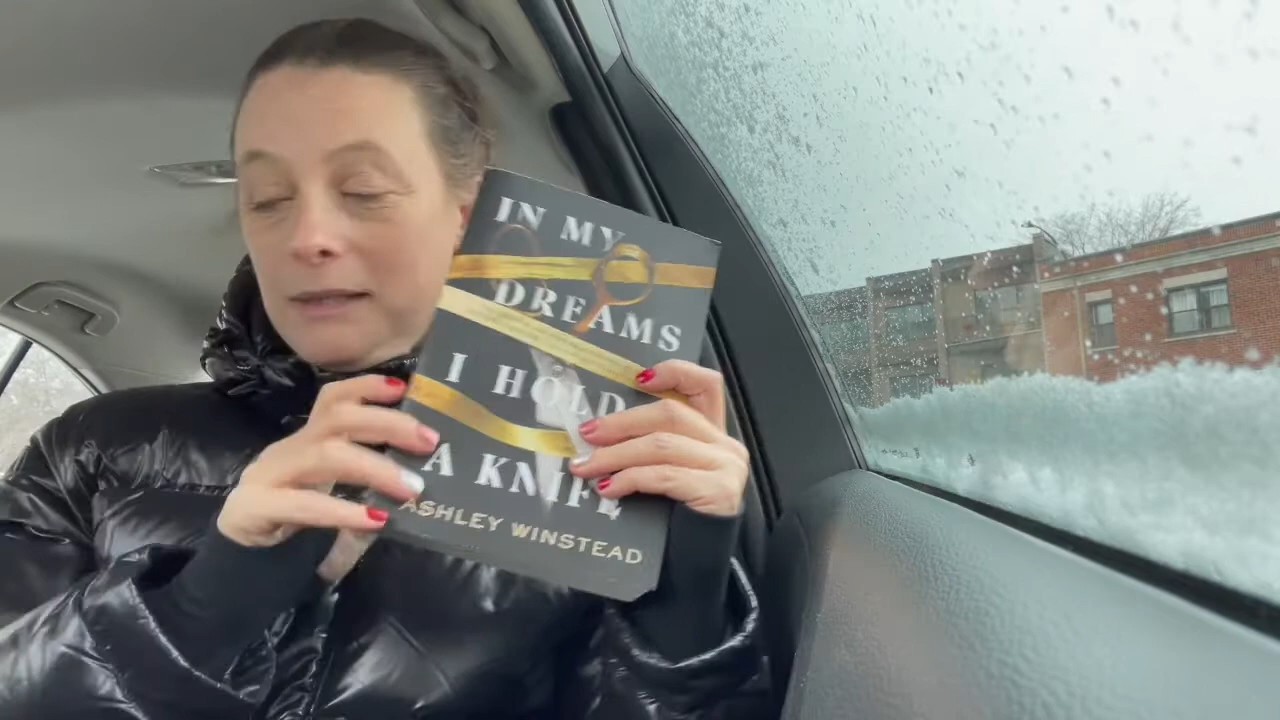 IN MY
DREAMS
I HOLD
A KNIFE
ASHLEY WINSTEAD